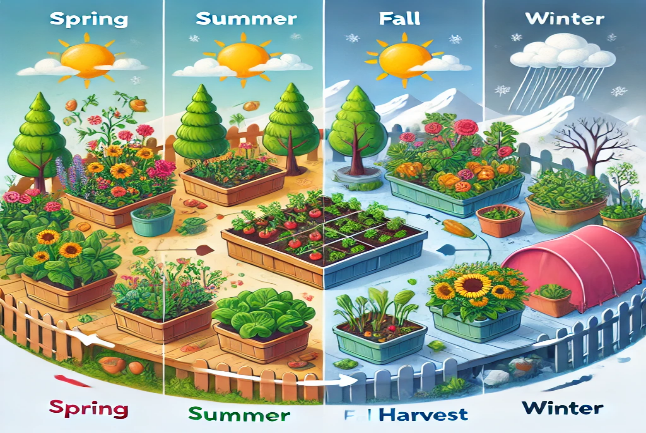 Spring
Summer
Fall
Winter
Spring
Summer
Harvest
Winter